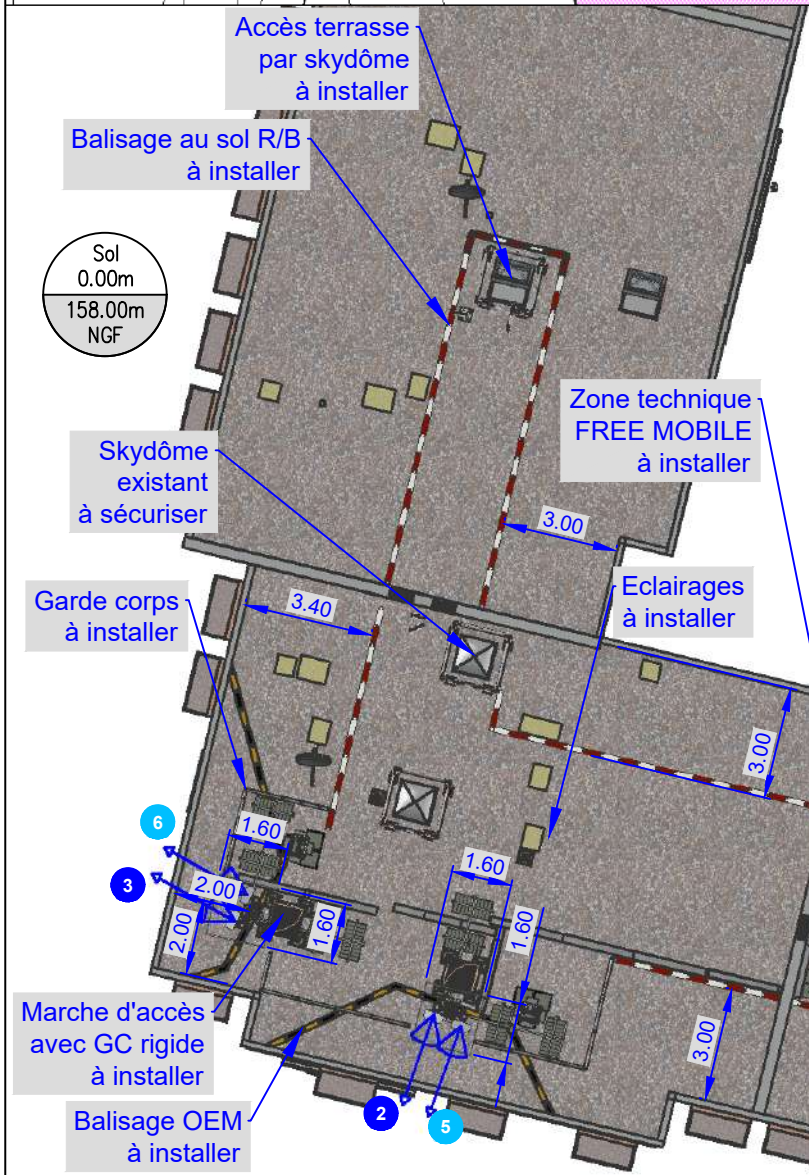 Accès terrasse
par skydôme
à installer
Balisage au sol R/B
à installer
Sol
0.00m
158.00m
NGF
Zone technique
FREE MOBILE
à installer
Skydôme
existant
à sécuriser
3.00
Garde corps
à installer
3.40
Eclairages
à installer
3.00
6
1.60
1.60
3
2.00
2.00
1.60
1.60
Marche d'accès
avec GC rigide
à installer
3.00
Balisage OEM
à installer
2
5